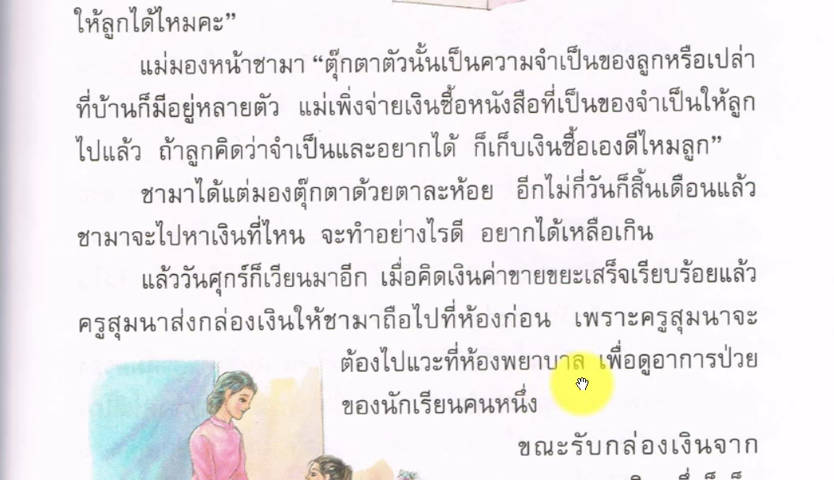 ให้ลูกได้ไหมคะ”
แม่มองหน้าชามา “ตุ๊กตาตัวนั้นเป็นความจำเป็นของลูกหรือเปล่า
ที่บ้านก็มีอยู่หลายตัว แม่เพิ่งจ่ายเงินซื้อหนังสือที่เป็นของจำเป็นให้ลูก
ไปแล้ว ถ้าลูกคิดว่าจำเป็นและอยากได้ ก็เก็บเงินซื้อเองดีไหมลูก”
ชามาได้แต่มองตุ๊กตาด้วยตาละห้อย อีกไม่กี่วันก็สิ้นเดือนแล้ว
ชามาจะไปหาเงินที่ไหน จะทำอย่างไรดี อยากได้เหลือเกิน
แล้ววันศุกร์ก็เวียนมาอีก เมื่อคิดเงินค่าขายขยะเสร็จเรียบร้อยแล้ว
ครูสุมนาส่งกล่องเงินให้ชามาถือไปที่ห้องก่อน เพราะครูสุมนาจะ
ต้องไปแวะที่ห้องพยาบาล เพื่อดูอาการป่วย
ของนักเรียนคนหนึ่ง
ขณะรับกล่องเงินจาก